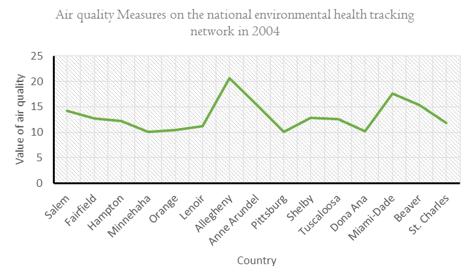 Air quality Measures on the national environmental health tracking
network in 2004
Value of air quality
25
20
15
10
5
0
Salem
Fairfield
Hampton
Minnehaha
Orange
Lenoir
Allegheny
Anne Arundel
Pittsburg
Shelby
Tuscaloosa
Dona Ana
Miami-Dade
Beaver
St. Charles
Country